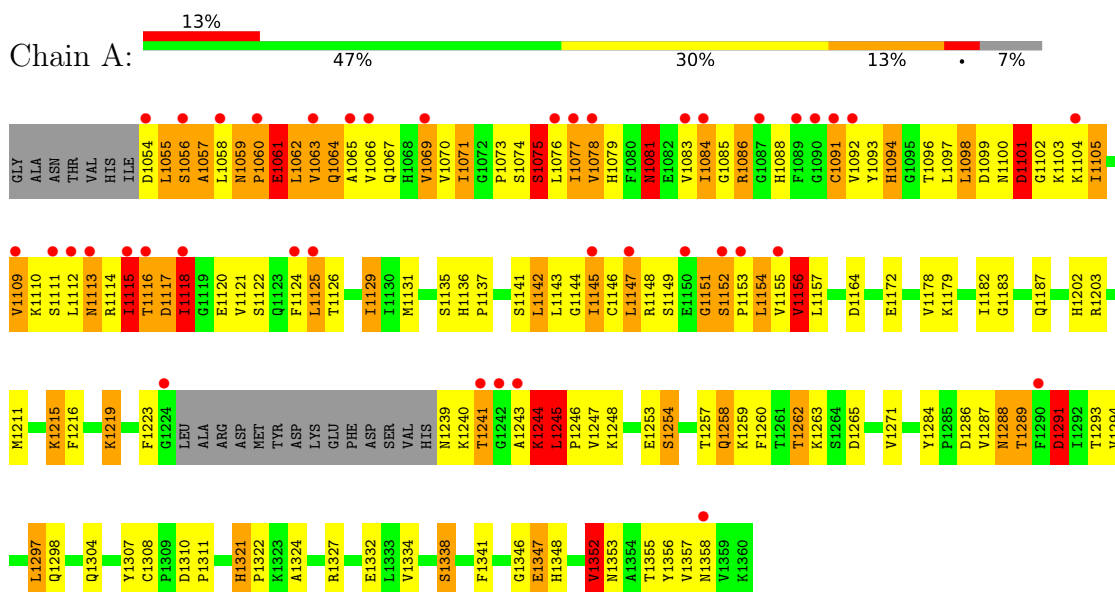 13%
Chain A:
47% 30% 13% • 7%
GLY ALA ASN THR VAL HIS ILE D1054 L1055 S1056 A1057 L1058 N1059 P1060 E1061 L1062 V1063 Q1064 A1065 V1066 Q1067 H1068 V1069 V1070 I1071 G1072 P1073 S1074 S1075 L1076 I1077 V1078 H1079 F1080 N1081 E1082 V1083 I1084 G1085 R1086 G1087 H1088 F1089 G1090 C1091 V1092 Y1093 H1094 G1095 T1096 L1097 L1098 D1099 N1100 D1101 G1102 K1103 K1104 I1105
V1109 K1110 S1111 L1112 N1113 R1114 I1115 T1116 D1117 I1118 G1119 E1120 V1121 S1122 Q1123 F1124 L1125 T1126 I1129 I1130 M1131 S1135 H1136 P1137 S1141 L1142 L1143 G1144 I1145 C1146 L1147 R1148 S1149 E1150 G1151 S1152 P1153 L1154 V1155 V1156 L1157 D1164 E1172 V1178 K1179 I1182 G1183 Q1187 H1202 R1203
M1211 K1215 F1216 K1219 F1223 G1224 LEU ALA ARG ASP MET TYR ASP LYS GLU PHE ASP SER VAL HIS N1239 K1240 T1241 G1242 A1243 K1244 L1245 P1246 V1247 K1248 E1253 S1254 T1257 Q1258 K1259 F1260 T1261 T1262 K1263 S1264 D1265 V1271 Y1284 P1285 D1286 V1287 N1288 T1289 F1290 D1291 I1292 T1293 V1294
L1297 Q1298 Q1304 Y1307 C1308 P1309 D1310 P1311 H1321 P1322 K1323 A1324 R1327 E1332 L1333 V1334 S1338 F1341 G1346 E1347 H1348 V1352 N1353 A1354 T1355 Y1356 V1357 N1358 V1359 K1360